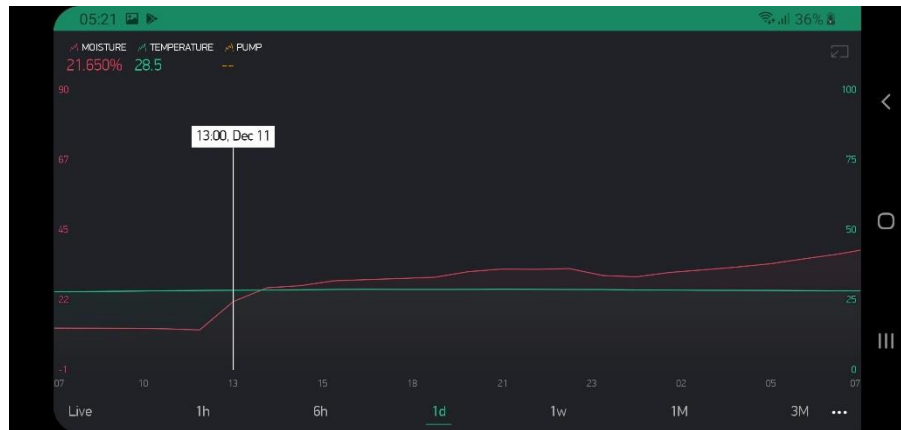 05:21 36%
MOISTURE TEMPERATURE PUMP
21.650% 28.5 --
90 100
13:00, Dec 11
67 75
45 50
22 25
-1 0
07 10 13 15 18 21 23 02 05 07
Live 1h 6h 1d 1w 1M 3M ...